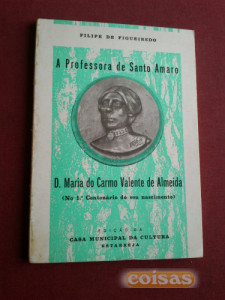 FILIPE DE FIGUEIREDO
A Professora de Santo Amaro
D. Maria do Carmo Valente de Almeida
(No 1.º Centenário do seu nascimento)
EDIÇÃO DA
CASA MUNICIPAL DA CULTURA
ESTARREJA
coisas